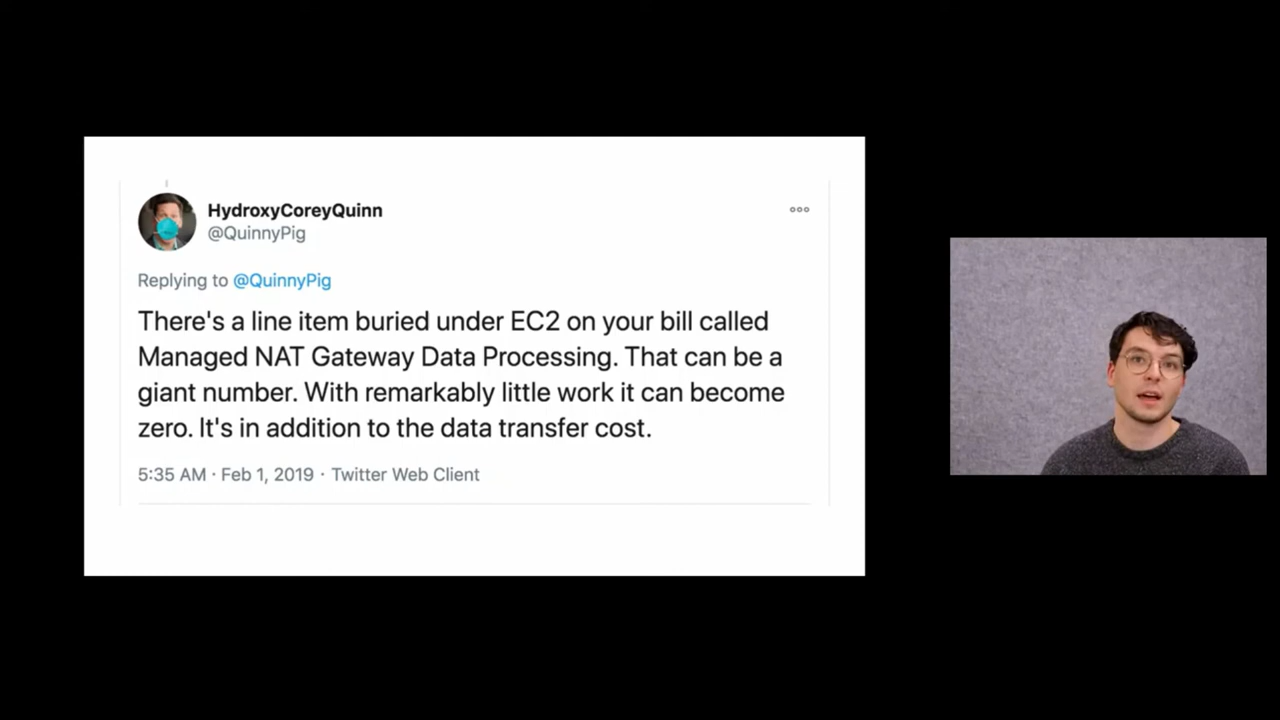 HydroxyCoreyQuinn
@QuinnyPig
Replying to @QuinnyPig
There's a line item buried under EC2 on your bill called
Managed NAT Gateway Data Processing. That can be a
giant number. With remarkably little work it can become
zero. It's in addition to the data transfer cost.
5:35 AM · Feb 1, 2019 · Twitter Web Client